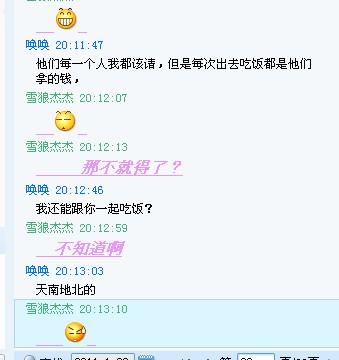 唤唤 20:11:47
他们每一个人我都该请，但是每次出去吃饭都是他们
拿的钱，
雪狼杰杰 20:12:07
雪狼杰杰 20:12:13
那不就得了？
唤唤 20:12:46
我还能跟你一起吃饭？
雪狼杰杰 20:12:59
不知道啊
唤唤 20:13:03
天南地北的
雪狼杰杰 20:13:10